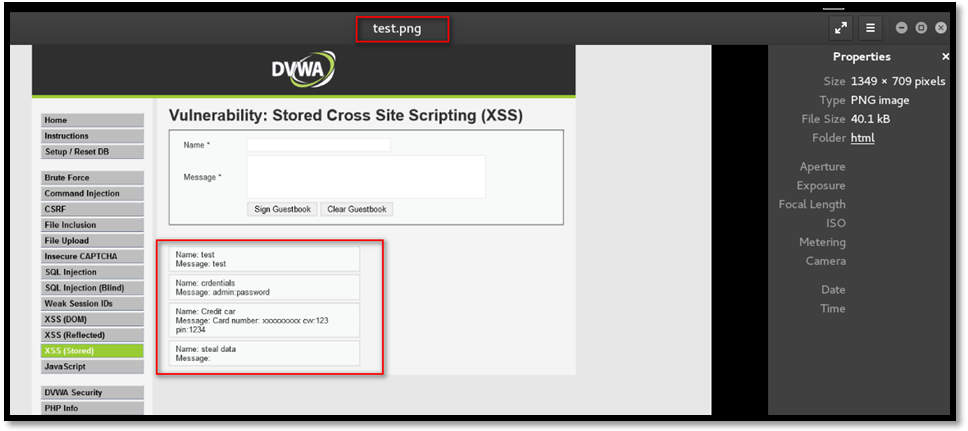 test.png
Properties
Size 1349 × 709 pixels
Type PNG image
File Size 40.1 kB
Folder html
Aperture
Exposure
Focal Length
ISO
Metering
Camera
Date
Time
DVWA
Home
Instructions
Setup / Reset DB
Brute Force
Command Injection
CSRF
File Inclusion
File Upload
Insecure CAPTCHA
SQL Injection
SQL Injection (Blind)
Weak Session IDs
XSS (DOM)
XSS (Reflected)
XSS (Stored)
JavaScript
DVWA Security
PHP Info
Vulnerability: Stored Cross Site Scripting (XSS)
Name *
Message *
Sign Guestbook Clear Guestbook
Name: test
Message: test
Name: crdentials
Message: admin:password
Name: Credit car
Message: Card number: xxxxxxxxx cvv:123
pin:1234
Name: steal data
Message: